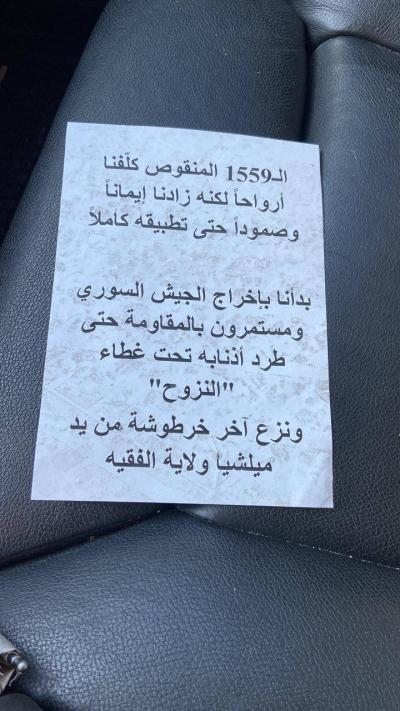 الـ1559 المنقوص كلّفنا
أرواحاً لكنه زادنا إيماناً
وصموداً حتى تطبيقه كاملاً
بدأنا بإخراج الجيش السوري
ومستمرون بالمقاومة حتى
طرد أذنابه تحت غطاء
"النزوح"
ونزع آخر خرطوشة من يد
ميلشيا ولاية الفقيه